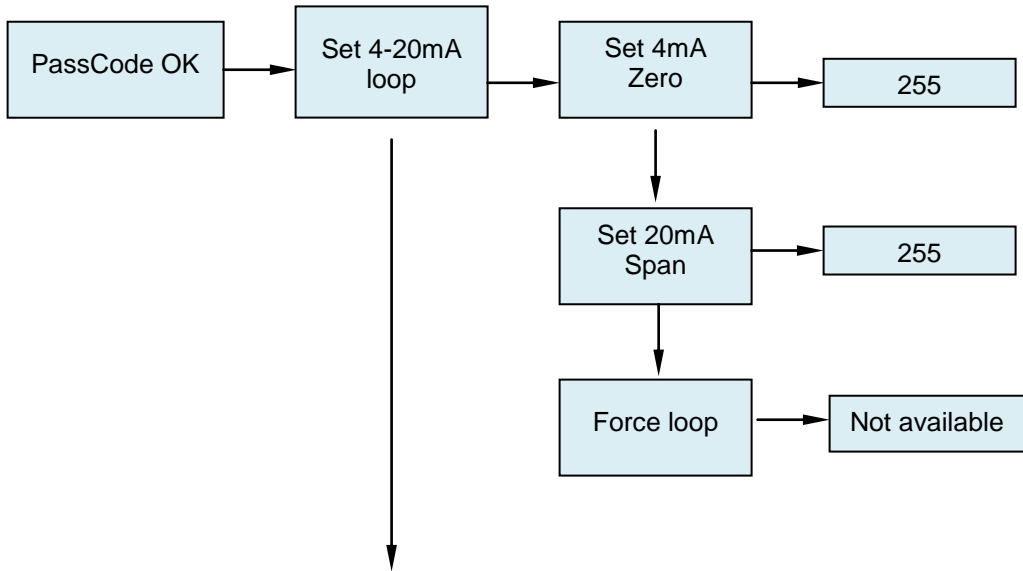 PassCode OK
Set 4-20mA
loop
Set 4mA
Zero
255
Set 20mA
Span
255
Force loop
Not available